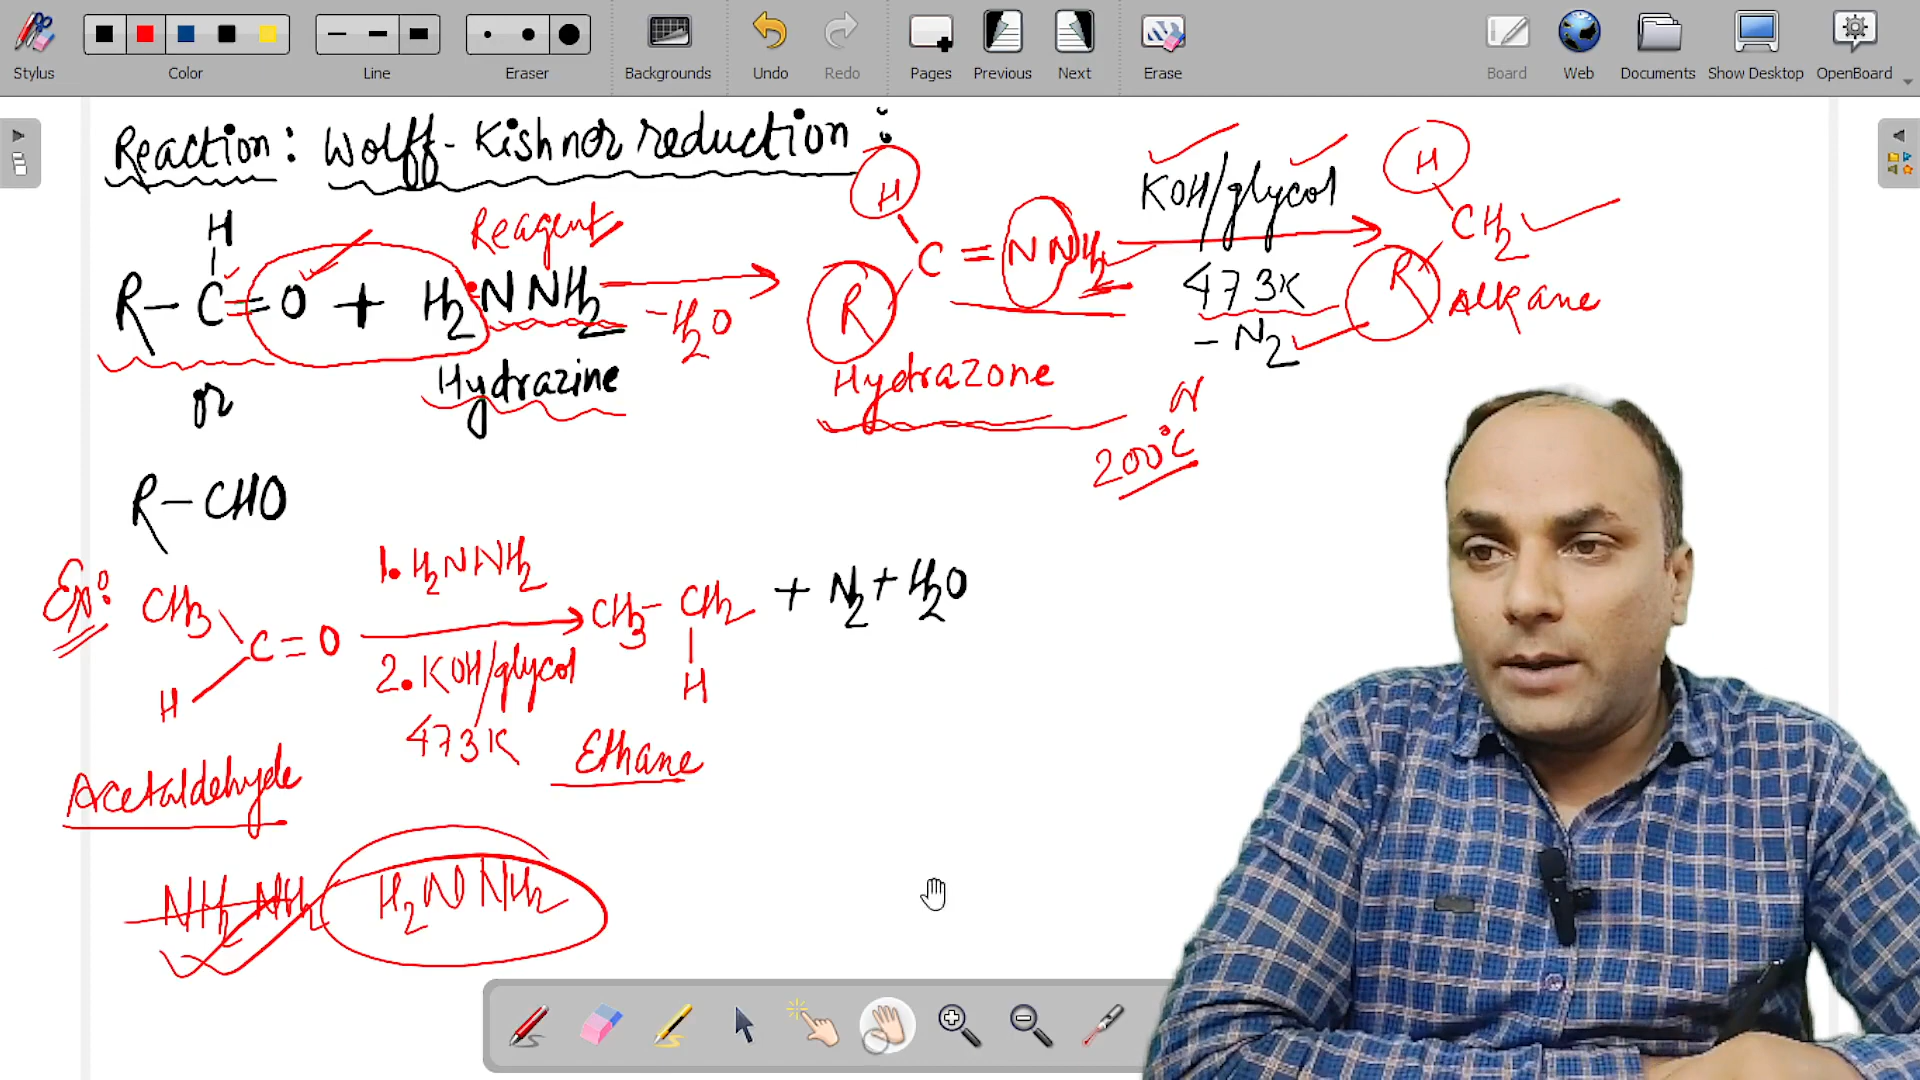 Stylus Color Line Eraser Backgrounds Undo Redo Pages Previous Next Erase Board Web Documents Show Desktop OpenBoard
Reaction: Wolff-Kishner reduction:
H
R-C=O + H2NNH2
Reagent
-H2O
Hydrazine
or
R-CHO
H
C=NNH2
R
Hydrazone
KOH/glycol
473K
-N2
or
200°C
H
CH2
R
Alkane
Ex:
CH3
C=O
H
Acetaldehyde
1. H2NNH2
2. KOH/glycol
473K
CH3-CH2 + N2 + H2O
H
Ethane
NH2NH2 H2NNH2